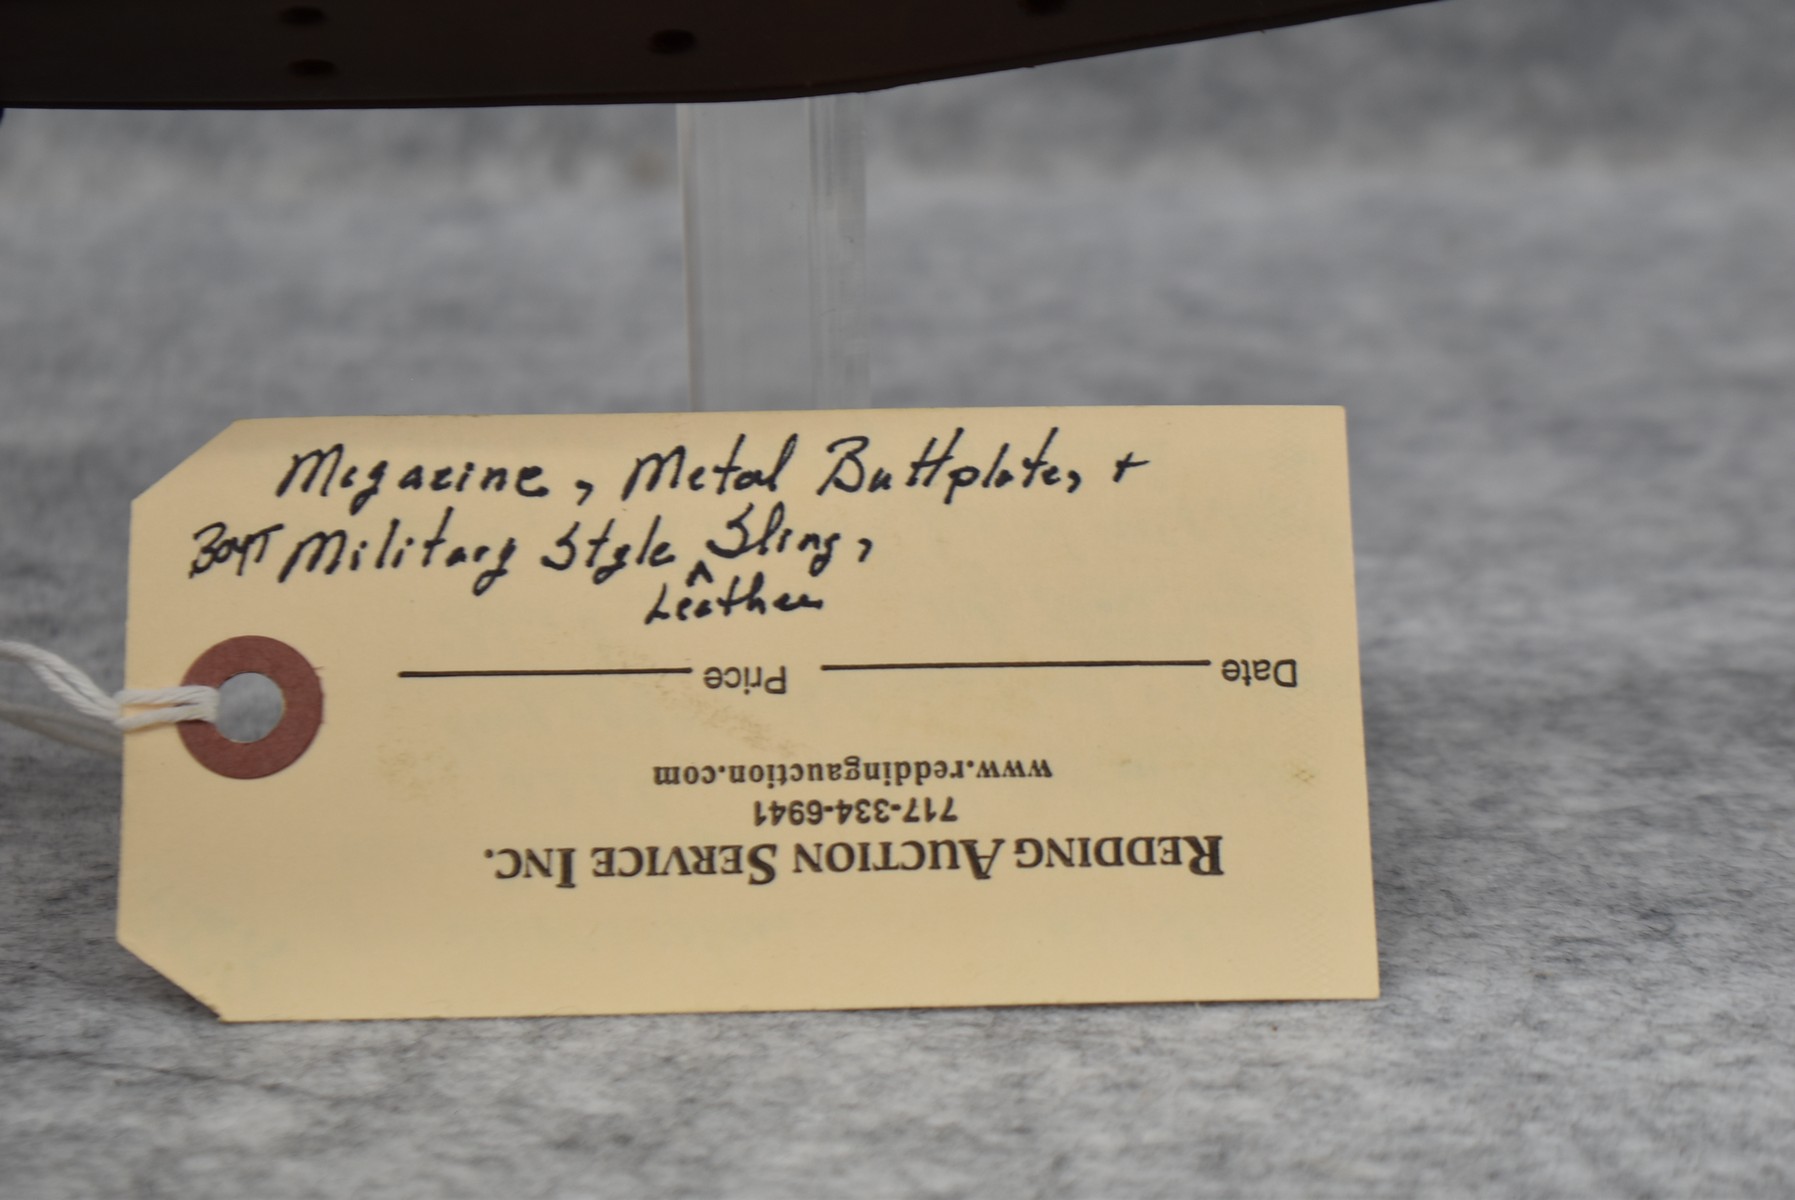 Magazine, Metal Buttplate, +
BOYT Military Style Sling,
^
Leather
Date Price
www.reddingauction.com
717-334-6941
REDDING AUCTION SERVICE INC.